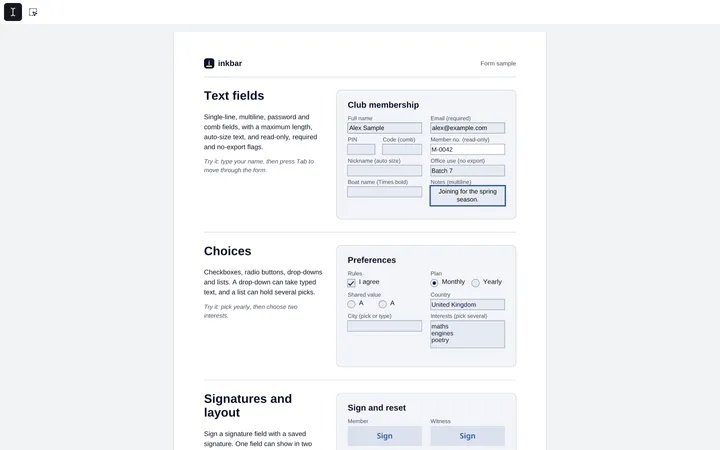 inkbar
Form sample
Text fields
Single-line, multiline, password and
comb fields, with a maximum length,
auto-size text, and read-only, required
and no-export flags.
Try it: type your name, then press Tab to
move through the form.
Club membership
Full name
Email (required)
Alex Sample
alex@example.com
PIN
Code (comb)
Member no. (read-only)
M-0042
Nickname (auto size)
Office use (no export)
Batch 7
Boat name (Times bold)
Notes (multiline)
Joining for the spring
season.
Choices
Checkboxes, radio buttons, drop-downs
and lists. A drop-down can take typed
text, and a list can hold several picks.
Try it: pick yearly, then choose two
interests.
Preferences
Rules
Plan
I agree
Monthly
Yearly
Shared value
Country
A
A
United Kingdom
City (pick or type)
Interests (pick several)
maths
engines
poetry
Signatures and
layout
Sign a signature field with a saved
signature. One field can show in two
Sign and reset
Member
Witness
Sign
Sign